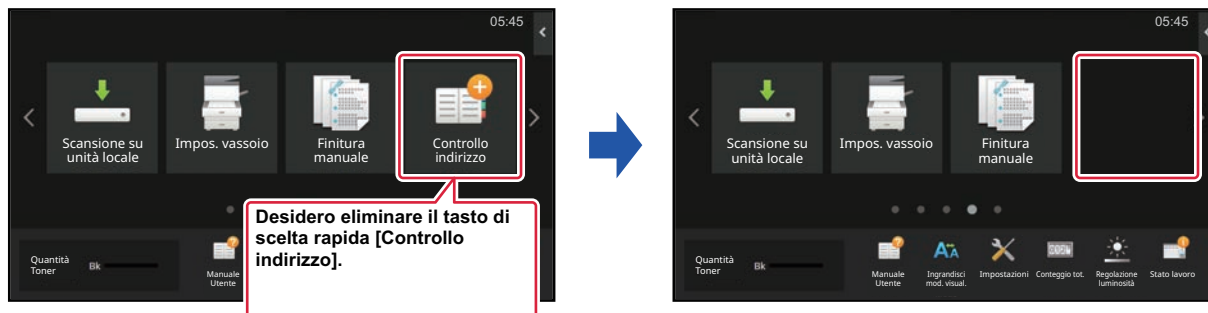 05:45
Scansione su
unità locale
Impos. vassoio
Finitura
manuale
Controllo
indirizzo
Desidero eliminare il tasto di
scelta rapida [Controllo
indirizzo].
Quantità
Toner
Bk
Manuale
Utente
05:45
Scansione su
unità locale
Impos. vassoio
Finitura
manuale
Quantità
Toner
Bk
Manuale
Utente
Ingrandisci
mod. visual.
Impostazioni
Conteggio tot.
Regolazione
luminosità
Stato lavoro